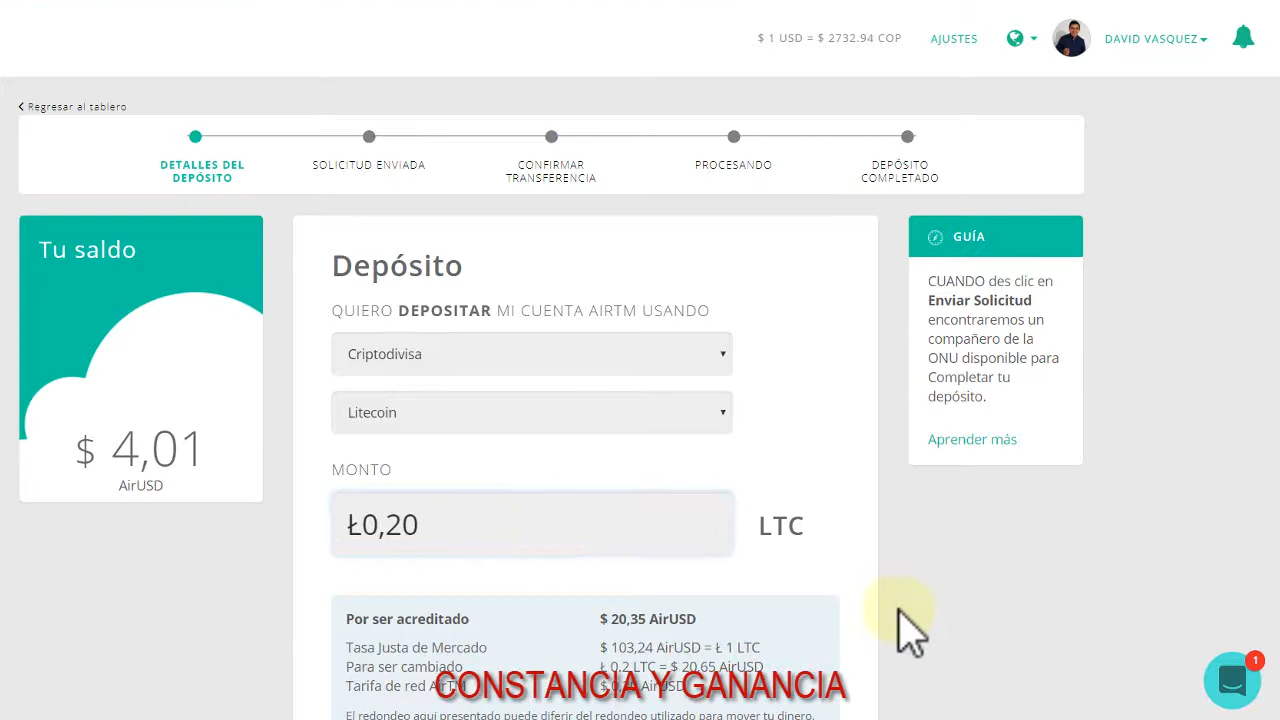 $ 1 USD = $ 2732.94 COP
AJUSTES
DAVID VASQUEZ
Regresar al tablero
DETALLES DEL
DEPÓSITO
SOLICITUD ENVIADA
CONFIRMAR
TRANSFERENCIA
PROCESANDO
DEPÓSITO
COMPLETADO
Tu saldo
$ 4,01
AirUSD
Depósito
QUIERO DEPOSITAR MI CUENTA AIRTM USANDO
Criptodivisa
Litecoin
MONTO
Ł0,20
LTC
Por ser acreditado $ 20,35 AirUSD
Tasa Justa de Mercado $ 103,24 AirUSD = Ł 1 LTC
Para ser cambiado Ł 0,2 LTC = $ 20,65 AirUSD
Tarifa de red AirTM AirUSD
CONSTANCIA Y GANANCIA
El redondeo aquí presentado puede diferir del redondeo utilizado para mover tu dinero.
GUÍA
CUANDO des clic en
Enviar Solicitud
encontraremos un
compañero de la
ONU disponible para
Completar tu
depósito.
Aprender más
1